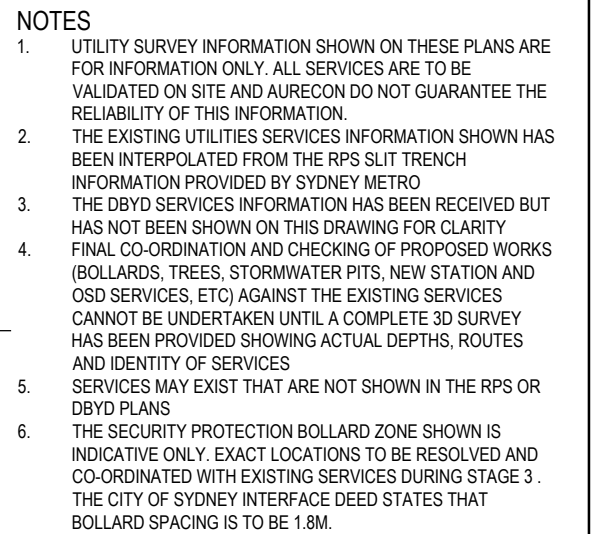 NOTES
1. UTILITY SURVEY INFORMATION SHOWN ON THESE PLANS ARE
FOR INFORMATION ONLY. ALL SERVICES ARE TO BE
VALIDATED ON SITE AND AURECON DO NOT GUARANTEE THE
RELIABILITY OF THIS INFORMATION.
2. THE EXISTING UTILITIES SERVICES INFORMATION SHOWN HAS
BEEN INTERPOLATED FROM THE RPS SLIT TRENCH
INFORMATION PROVIDED BY SYDNEY METRO
3. THE DBYD SERVICES INFORMATION HAS BEEN RECEIVED BUT
HAS NOT BEEN SHOWN ON THIS DRAWING FOR CLARITY
4. FINAL CO-ORDINATION AND CHECKING OF PROPOSED WORKS
(BOLLARDS, TREES, STORMWATER PITS, NEW STATION AND
OSD SERVICES, ETC) AGAINST THE EXISTING SERVICES
CANNOT BE UNDERTAKEN UNTIL A COMPLETE 3D SURVEY
HAS BEEN PROVIDED SHOWING ACTUAL DEPTHS, ROUTES
AND IDENTITY OF SERVICES
5. SERVICES MAY EXIST THAT ARE NOT SHOWN IN THE RPS OR
DBYD PLANS
6. THE SECURITY PROTECTION BOLLARD ZONE SHOWN IS
INDICATIVE ONLY. EXACT LOCATIONS TO BE RESOLVED AND
CO-ORDINATED WITH EXISTING SERVICES DURING STAGE 3 .
THE CITY OF SYDNEY INTERFACE DEED STATES THAT
BOLLARD SPACING IS TO BE 1.8M.